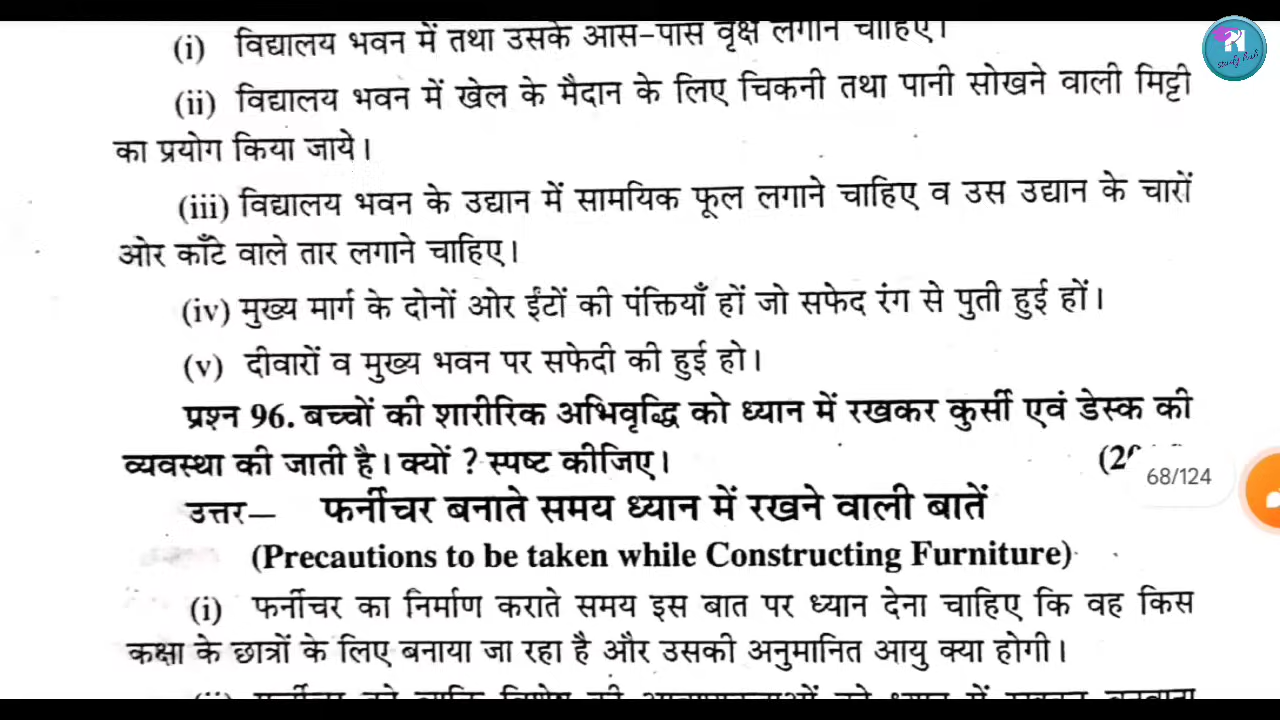 (i) विद्यालय भवन में तथा उसके आस-पास वृक्ष लगाने चाहिए।
(ii) विद्यालय भवन में खेल के मैदान के लिए चिकनी तथा पानी सोखने वाली मिट्टी
का प्रयोग किया जाये।
(iii) विद्यालय भवन के उद्यान में सामयिक फूल लगाने चाहिए व उस उद्यान के चारों
ओर काँटे वाले तार लगाने चाहिए।
(iv) मुख्य मार्ग के दोनों ओर ईंटों की पंक्तियाँ हों जो सफेद रंग से पुती हुई हों।
(v) दीवारों व मुख्य भवन पर सफेदी की हुई हो।
प्रश्न 96. बच्चों की शारीरिक अभिवृद्धि को ध्यान में रखकर कुर्सी एवं डेस्क की
व्यवस्था की जाती है। क्यों ? स्पष्ट कीजिए।
68/124
उत्तर— फर्नीचर बनाते समय ध्यान में रखने वाली बातें
(Precautions to be taken while Constructing Furniture)
(i) फर्नीचर का निर्माण कराते समय इस बात पर ध्यान देना चाहिए कि वह किस
कक्षा के छात्रों के लिए बनाया जा रहा है और उसकी अनुमानित आयु क्या होगी।